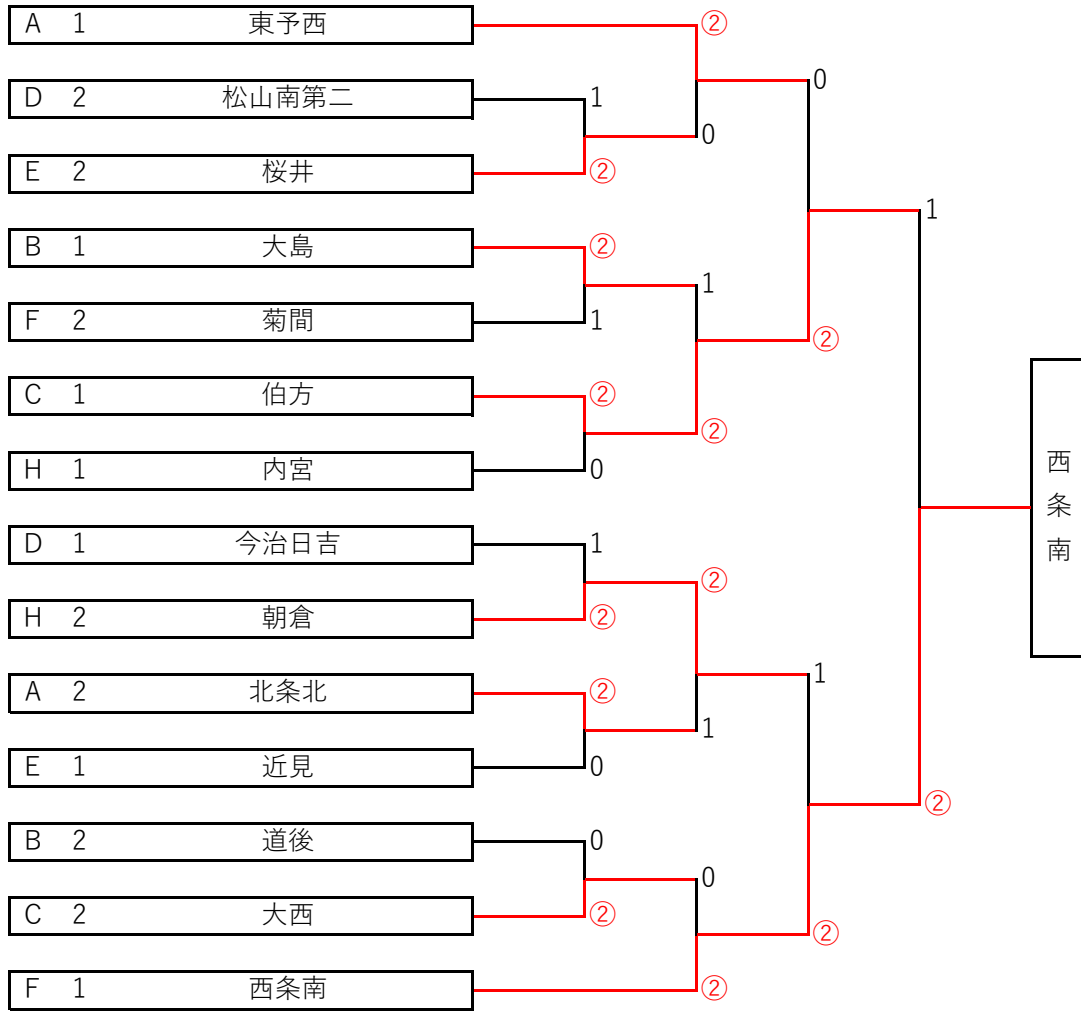 A 1 東予西
②
0
D 2 松山南第二
1
0
E 2 桜井
②
1
B 1 大島
②
1
F 2 菊間
1
②
C 1 伯方
②
②
H 1 内宮
0
西条南
D 1 今治日吉
1
②
H 2 朝倉
②
1
A 2 北条北
②
1
E 1 近見
0
②
B 2 道後
0
0
C 2 大西
②
②
F 1 西条南
②